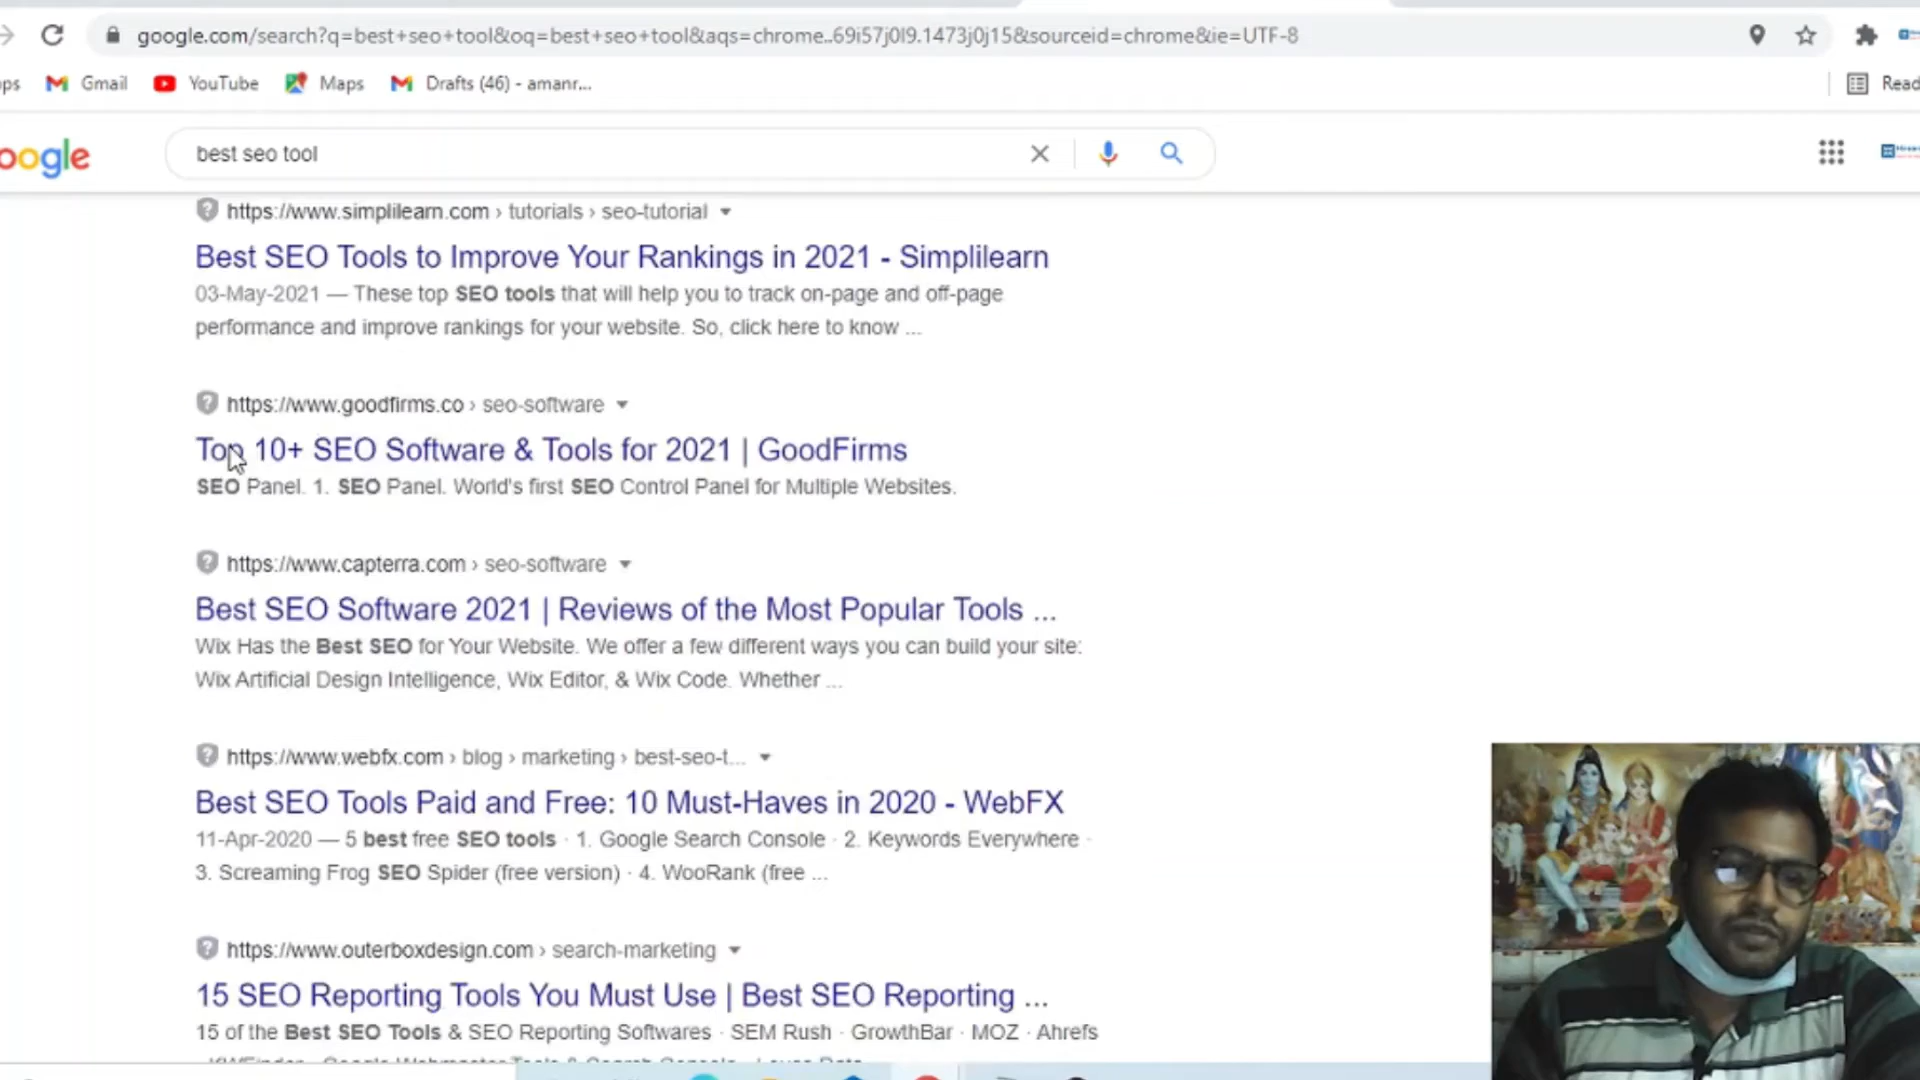 google.com/search?q=best+seo+tool&oq=best+seo+tool&aqs=chrome..69i57j0l9.1473j0j15&sourceid=chrome&ie=UTF-8
ps Gmail YouTube Maps Drafts (46) - amanr... Read
oogle best seo tool
https://www.simplilearn.com › tutorials › seo-tutorial
Best SEO Tools to Improve Your Rankings in 2021 - Simplilearn
03-May-2021 — These top SEO tools that will help you to track on-page and off-page
performance and improve rankings for your website. So, click here to know ...
https://www.goodfirms.co › seo-software
Top 10+ SEO Software & Tools for 2021 | GoodFirms
SEO Panel. 1. SEO Panel. World's first SEO Control Panel for Multiple Websites.
https://www.capterra.com › seo-software
Best SEO Software 2021 | Reviews of the Most Popular Tools ...
Wix Has the Best SEO for Your Website. We offer a few different ways you can build your site:
Wix Artificial Design Intelligence, Wix Editor, & Wix Code. Whether ...
https://www.webfx.com › blog › marketing › best-seo-t...
Best SEO Tools Paid and Free: 10 Must-Haves in 2020 - WebFX
11-Apr-2020 — 5 best free SEO tools · 1. Google Search Console · 2. Keywords Everywhere ·
3. Screaming Frog SEO Spider (free version) · 4. WooRank (free ...
https://www.outerboxdesign.com › search-marketing
15 SEO Reporting Tools You Must Use | Best SEO Reporting ...
15 of the Best SEO Tools & SEO Reporting Softwares · SEM Rush · GrowthBar · MOZ · Ahrefs